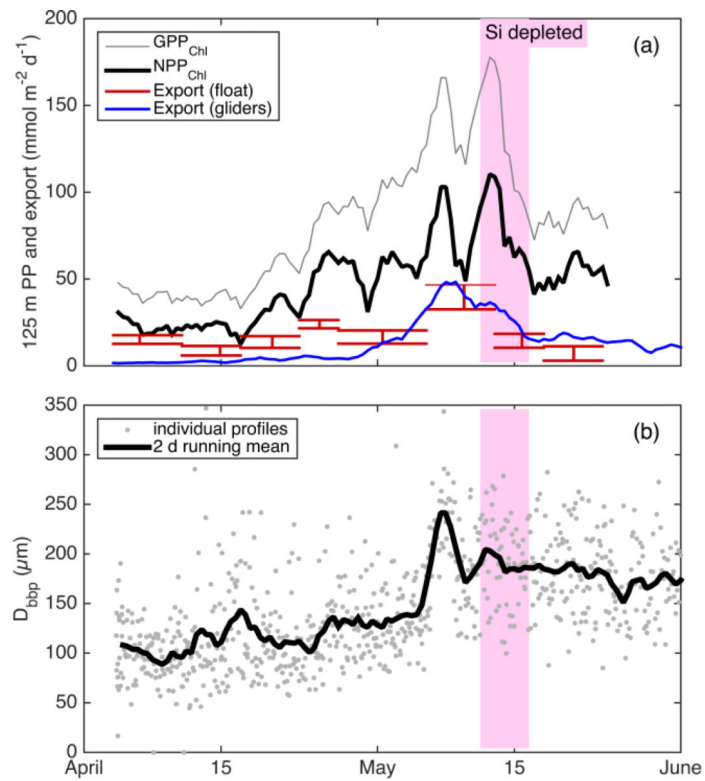 200
150
100
50
0
125 m PP and export (mmol m⁻² d⁻¹)
GPP_Chl
NPP_Chl
Export (float)
Export (gliders)
Si depleted
(a)
350
300
250
200
150
100
50
0
D_bbp (µm)
individual profiles
2 d running mean
(b)
April 15 May 15 June